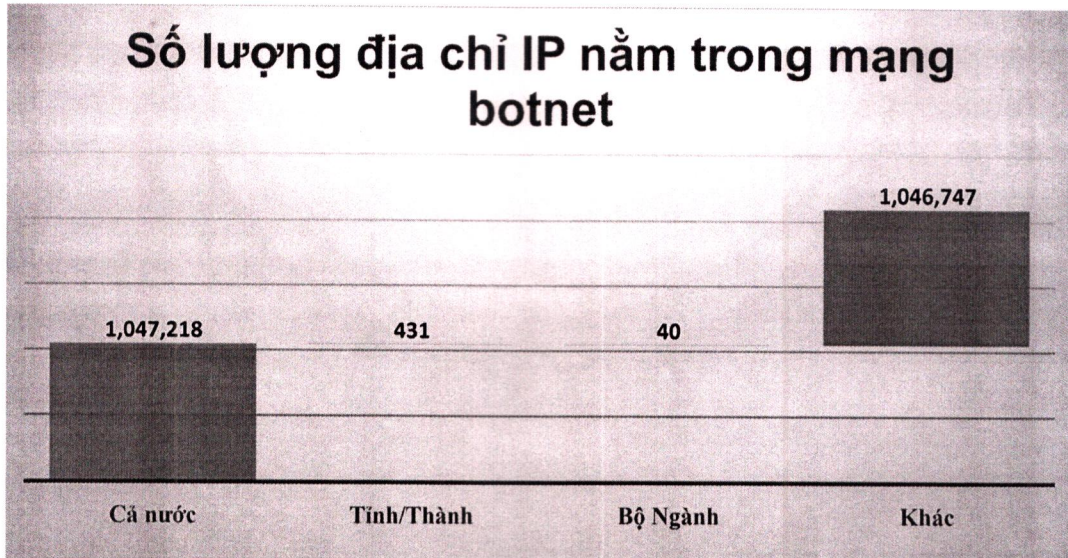 Số lượng địa chỉ IP nằm trong mạng
botnet
1,046,747
1,047,218 431 40
Cả nước Tỉnh/Thành Bộ Ngành Khác